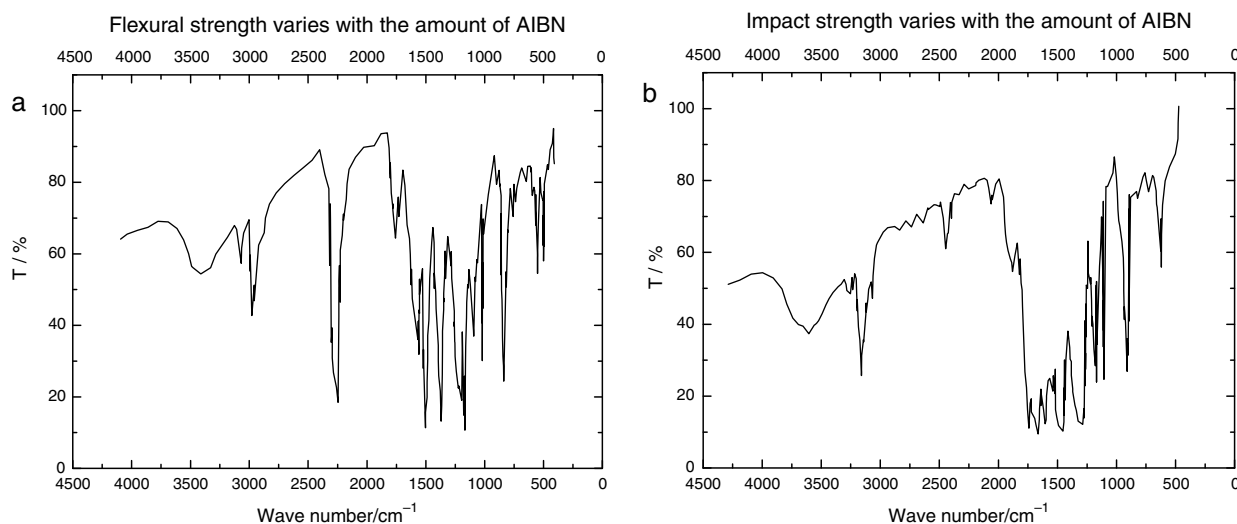 Flexural strength varies with the amount of AIBN
4500 4000 3500 3000 2500 2000 1500 1000 500 0
a
100
80
60
40
20
0
T / %
4500 4000 3500 3000 2500 2000 1500 1000 500 0
Wave number/cm⁻¹
Impact strength varies with the amount of AIBN
4500 4000 3500 3000 2500 2000 1500 1000 500 0
b
100
80
60
40
20
0
T / %
4500 4000 3500 3000 2500 2000 1500 1000 500 0
Wave number/cm⁻¹